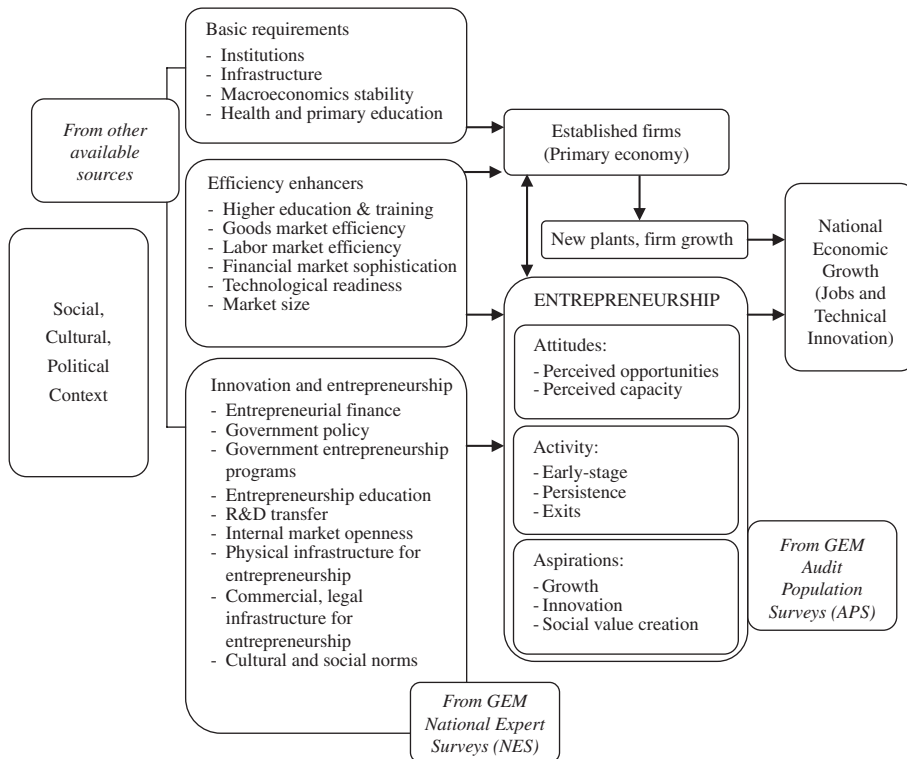 Basic requirements
- Institutions
- Infrastructure
- Macroeconomics stability
- Health and primary education
From other
available
sources
Efficiency enhancers
- Higher education & training
- Goods market efficiency
- Labor market efficiency
- Financial market sophistication
- Technological readiness
- Market size
Social,
Cultural,
Political
Context
Innovation and entrepreneurship
- Entrepreneurial finance
- Government policy
- Government entrepreneurship
programs
- Entrepreneurship education
- R&D transfer
- Internal market openness
- Physical infrastructure for
entrepreneurship
- Commercial, legal
infrastructure for
entrepreneurship
- Cultural and social norms
From GEM
National Expert
Surveys (NES)
Established firms
(Primary economy)
New plants, firm growth
ENTREPRENEURSHIP
Attitudes:
- Perceived opportunities
- Perceived capacity
Activity:
- Early-stage
- Persistence
- Exits
Aspirations:
- Growth
- Innovation
- Social value creation
National
Economic
Growth
(Jobs and
Technical
Innovation)
From GEM
Audit
Population
Surveys (APS)